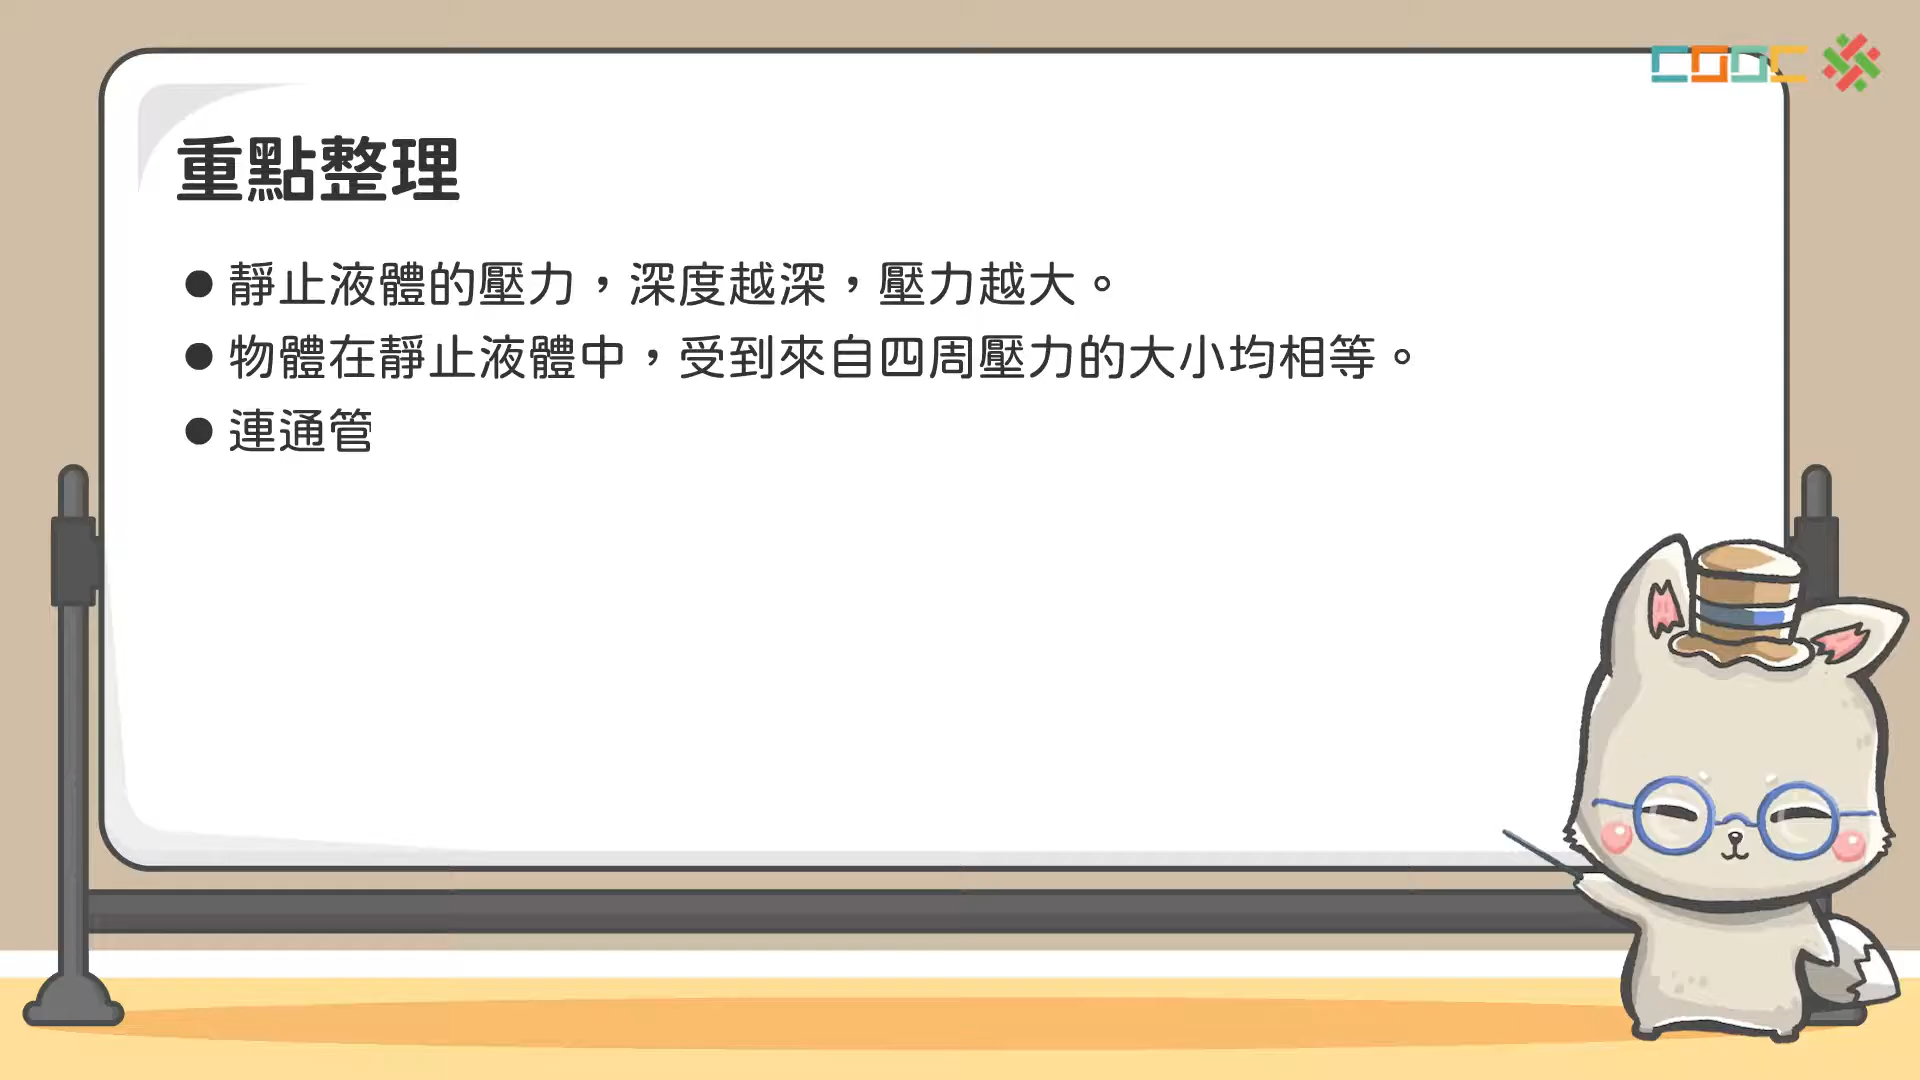 COOC
重點整理
● 靜止液體的壓力，深度越深，壓力越大。
● 物體在靜止液體中，受到來自四周壓力的大小均相等。
● 連通管